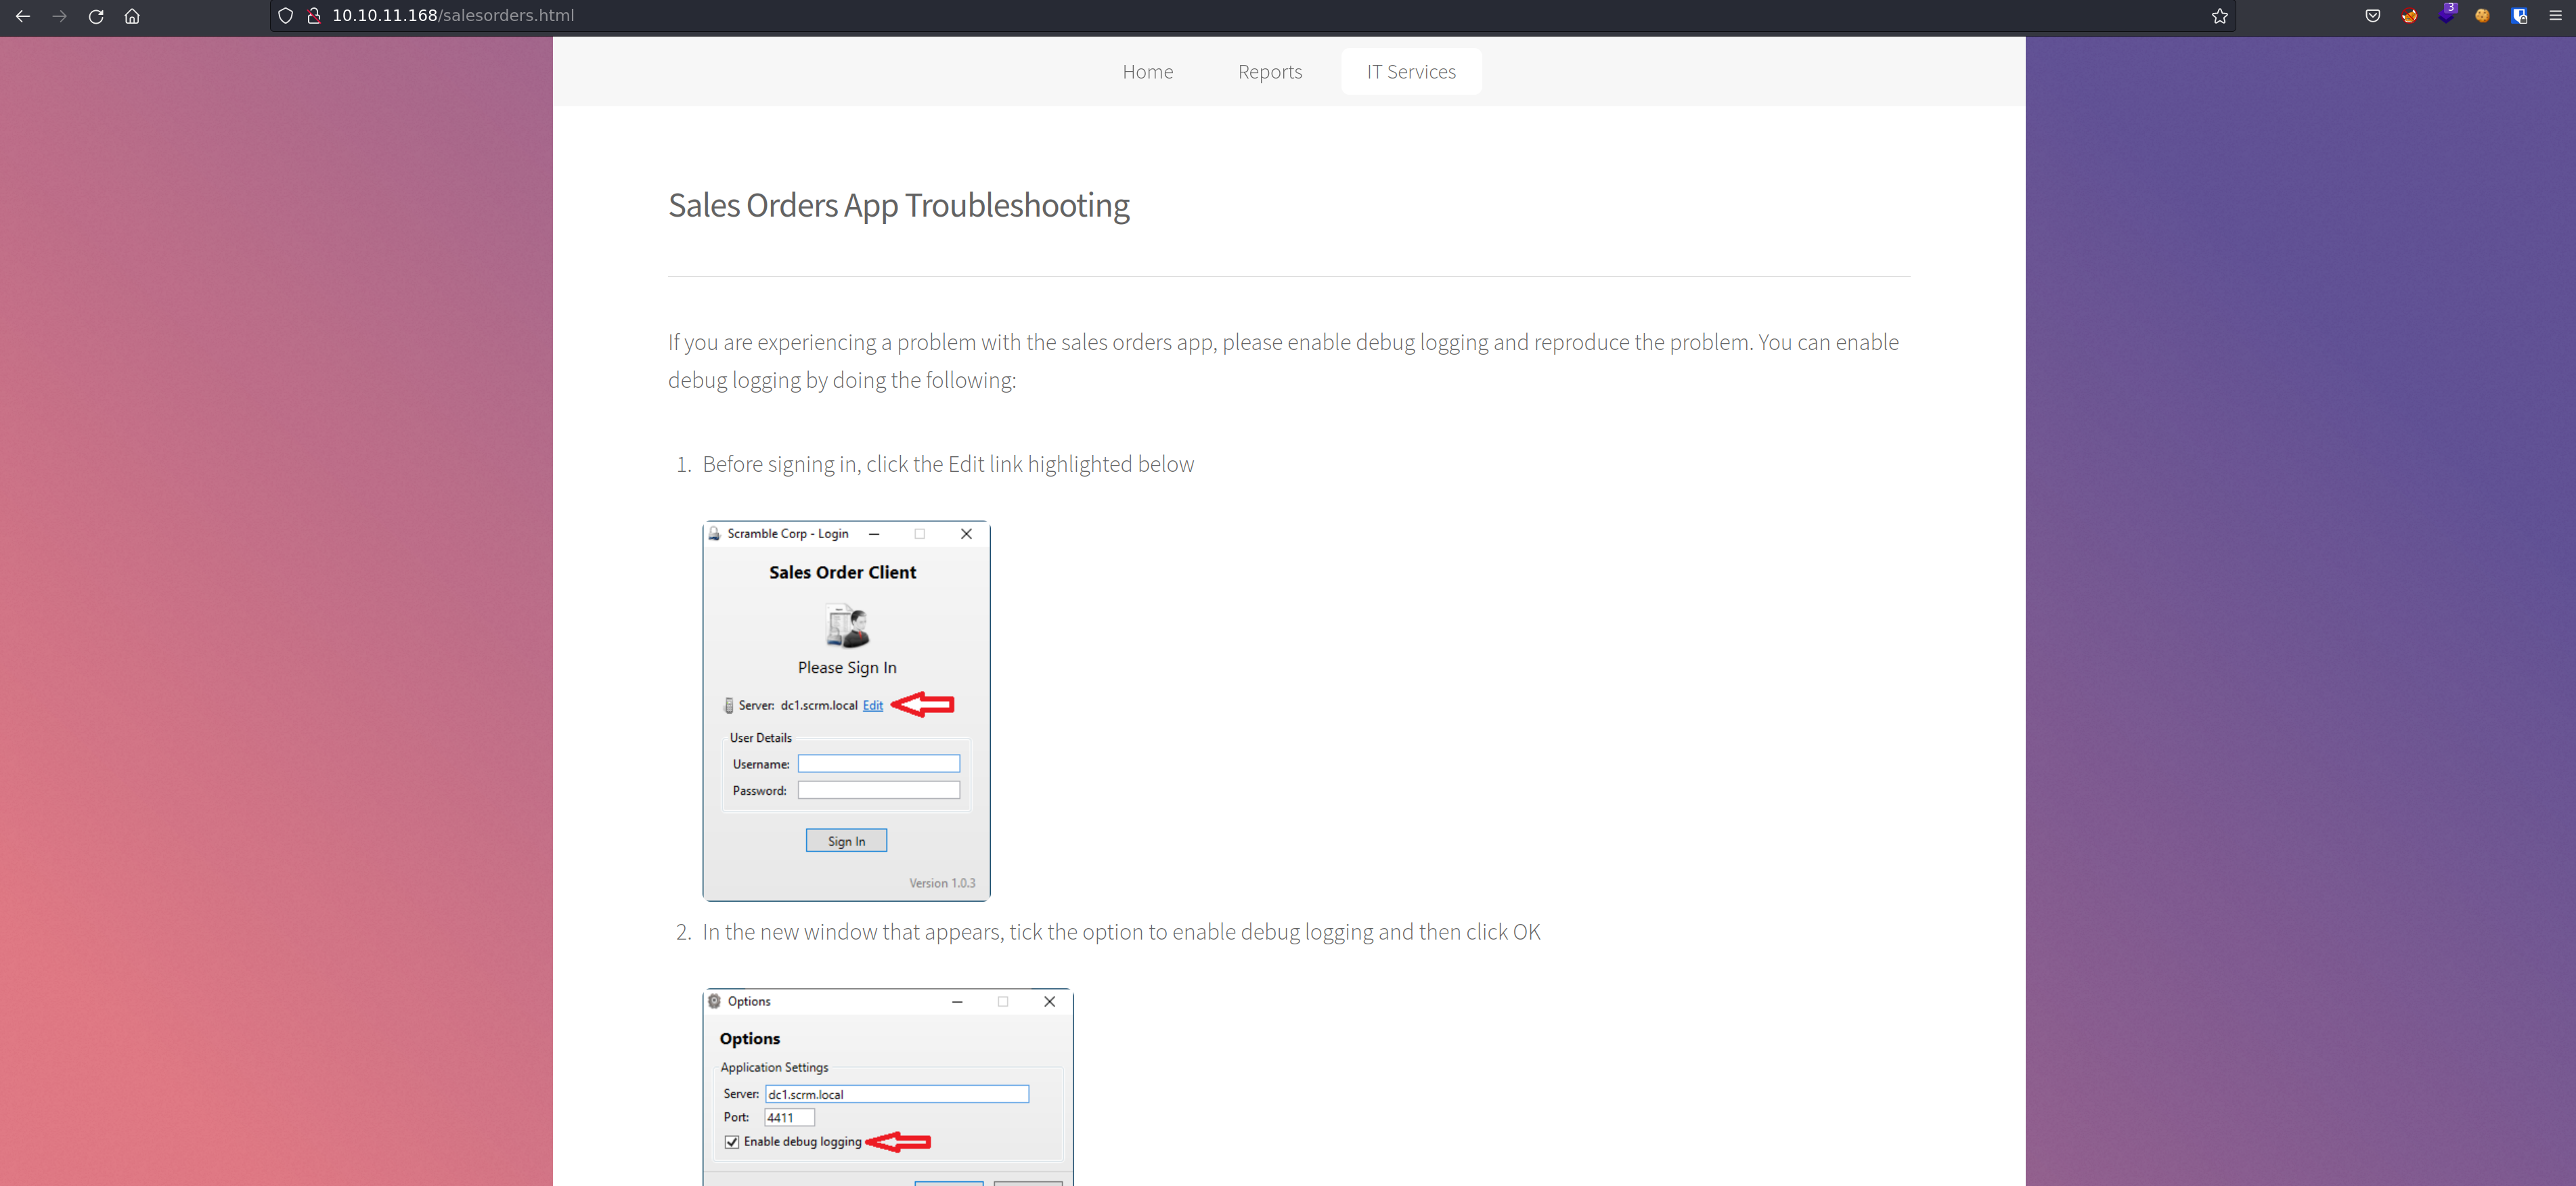 10.10.11.168/salesorders.html
3
Home Reports IT Services
Sales Orders App Troubleshooting
If you are experiencing a problem with the sales orders app, please enable debug logging and reproduce the problem. You can enable
debug logging by doing the following:
1. Before signing in, click the Edit link highlighted below
Scramble Corp - Login
Sales Order Client
Please Sign In
Server: dc1.scrm.local Edit
User Details
Username:
Password:
Sign In
Version 1.0.3
2. In the new window that appears, tick the option to enable debug logging and then click OK
Options
Options
Application Settings
Server: dc1.scrm.local
Port: 4411
Enable debug logging